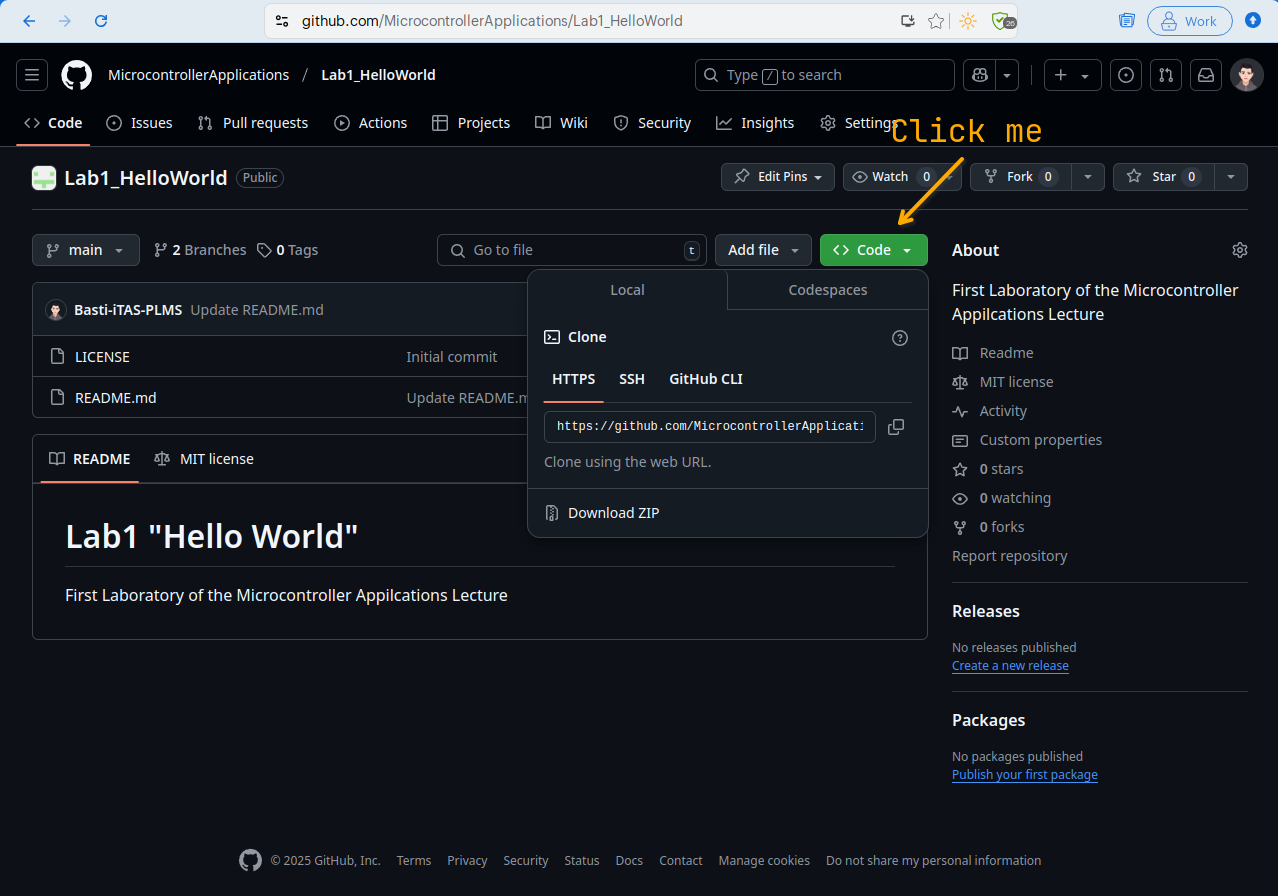 github.com/MicrocontrollerApplications/Lab1_HelloWorld
26
Work
MicrocontrollerApplications / Lab1_HelloWorld
Type / to search
Code Issues Pull requests Actions Projects Wiki Security Insights Settings
Click me
Lab1_HelloWorld Public
Edit Pins Watch 0 Fork 0 Star 0
main 2 Branches 0 Tags
Go to file t
Add file Code
Basti-iTAS-PLMS Update README.md
LICENSE Initial commit
README.md Update README.m
Local Codespaces
Clone
HTTPS SSH GitHub CLI
https://github.com/MicrocontrollerApplicati
Clone using the web URL.
Download ZIP
README MIT license
Lab1 "Hello World"
First Laboratory of the Microcontroller Appilcations Lecture
About
First Laboratory of the Microcontroller
Appilcations Lecture
Readme
MIT license
Activity
Custom properties
0 stars
0 watching
0 forks
Report repository
Releases
No releases published
Create a new release
Packages
No packages published
Publish your first package
© 2025 GitHub, Inc. Terms Privacy Security Status Docs Contact Manage cookies Do not share my personal information